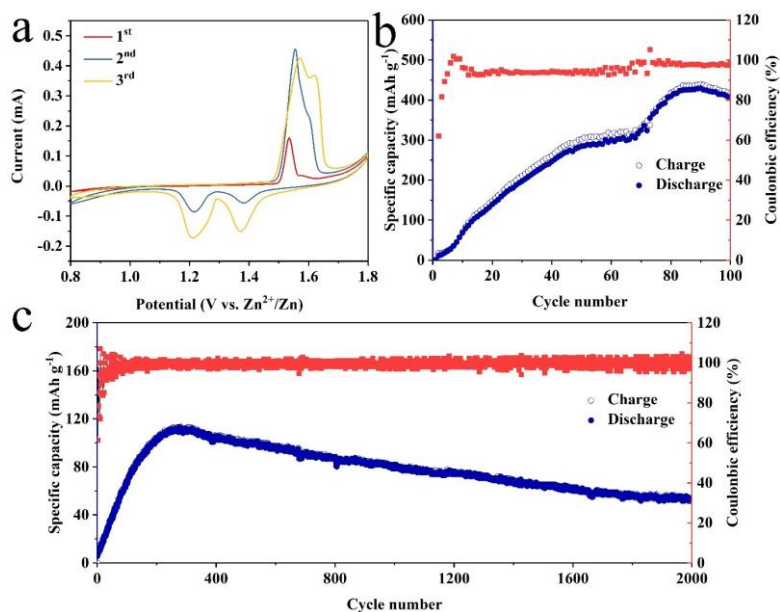 a
1st
2nd
3rd
Current (mA)
0.5
0.4
0.3
0.2
0.1
0.0
-0.1
-0.2
0.8 1.0 1.2 1.4 1.6 1.8
Potential (V vs. Zn2+/Zn)
b
Specific capacity (mAh g-1)
600
500
400
300
200
100
0
Charge
Discharge
0 20 40 60 80 100
Cycle number
120
100
80
60
40
20
0
Coulonbic efficiency (%)
c
Specific capacity (mAh g-1)
200
160
120
80
40
0
Charge
Discharge
0 400 800 1200 1600 2000
Cycle number
120
100
80
60
40
20
0
Coulonbic efficiency (%)